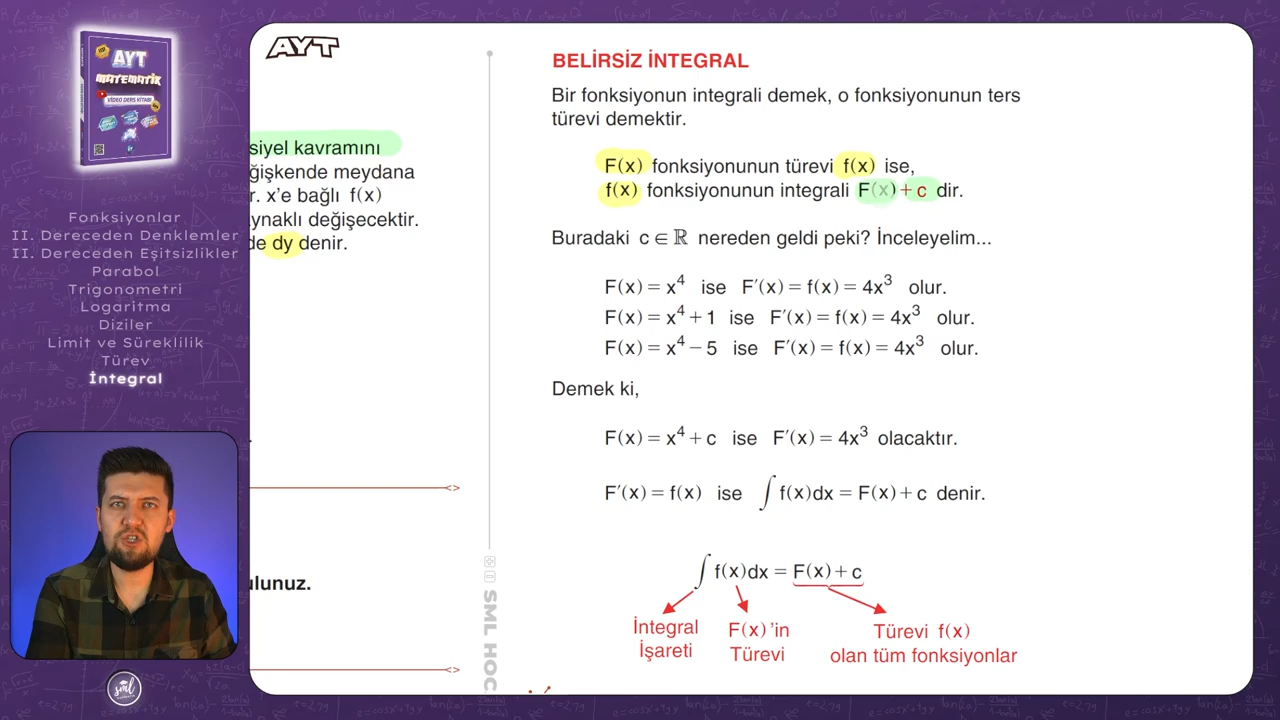 AYT
MATEMATİK
VİDEO DERS KİTABI
Fonksiyonlar
II. Dereceden Denklemler
II. Dereceden Eşitsizlikler
Parabol
Trigonometri
Logaritma
Diziler
Limit ve Süreklilik
Türev
İntegral
sml
AYT
siyel kavramını
ğişkende meydana
r. x'e bağlı f(x)
ynaklı değişecektir.
de dy denir.
ulunuz.
SML HOC
BELİRSİZ İNTEGRAL
Bir fonksiyonun integrali demek, o fonksiyonunun ters
türevi demektir.
F(x) fonksiyonunun türevi f(x) ise,
f(x) fonksiyonunun integrali F(x) + c dir.
Buradaki c ∈ ℝ nereden geldi peki? İnceleyelim...
F(x) = x⁴ ise F'(x) = f(x) = 4x³ olur.
F(x) = x⁴ + 1 ise F'(x) = f(x) = 4x³ olur.
F(x) = x⁴ − 5 ise F'(x) = f(x) = 4x³ olur.
Demek ki,
F(x) = x⁴ + c ise F'(x) = 4x³ olacaktır.
F'(x) = f(x) ise ∫ f(x)dx = F(x) + c denir.
∫ f(x)dx = F(x) + c
İntegral
İşareti
F(x)'in
Türevi
Türevi f(x)
olan tüm fonksiyonlar